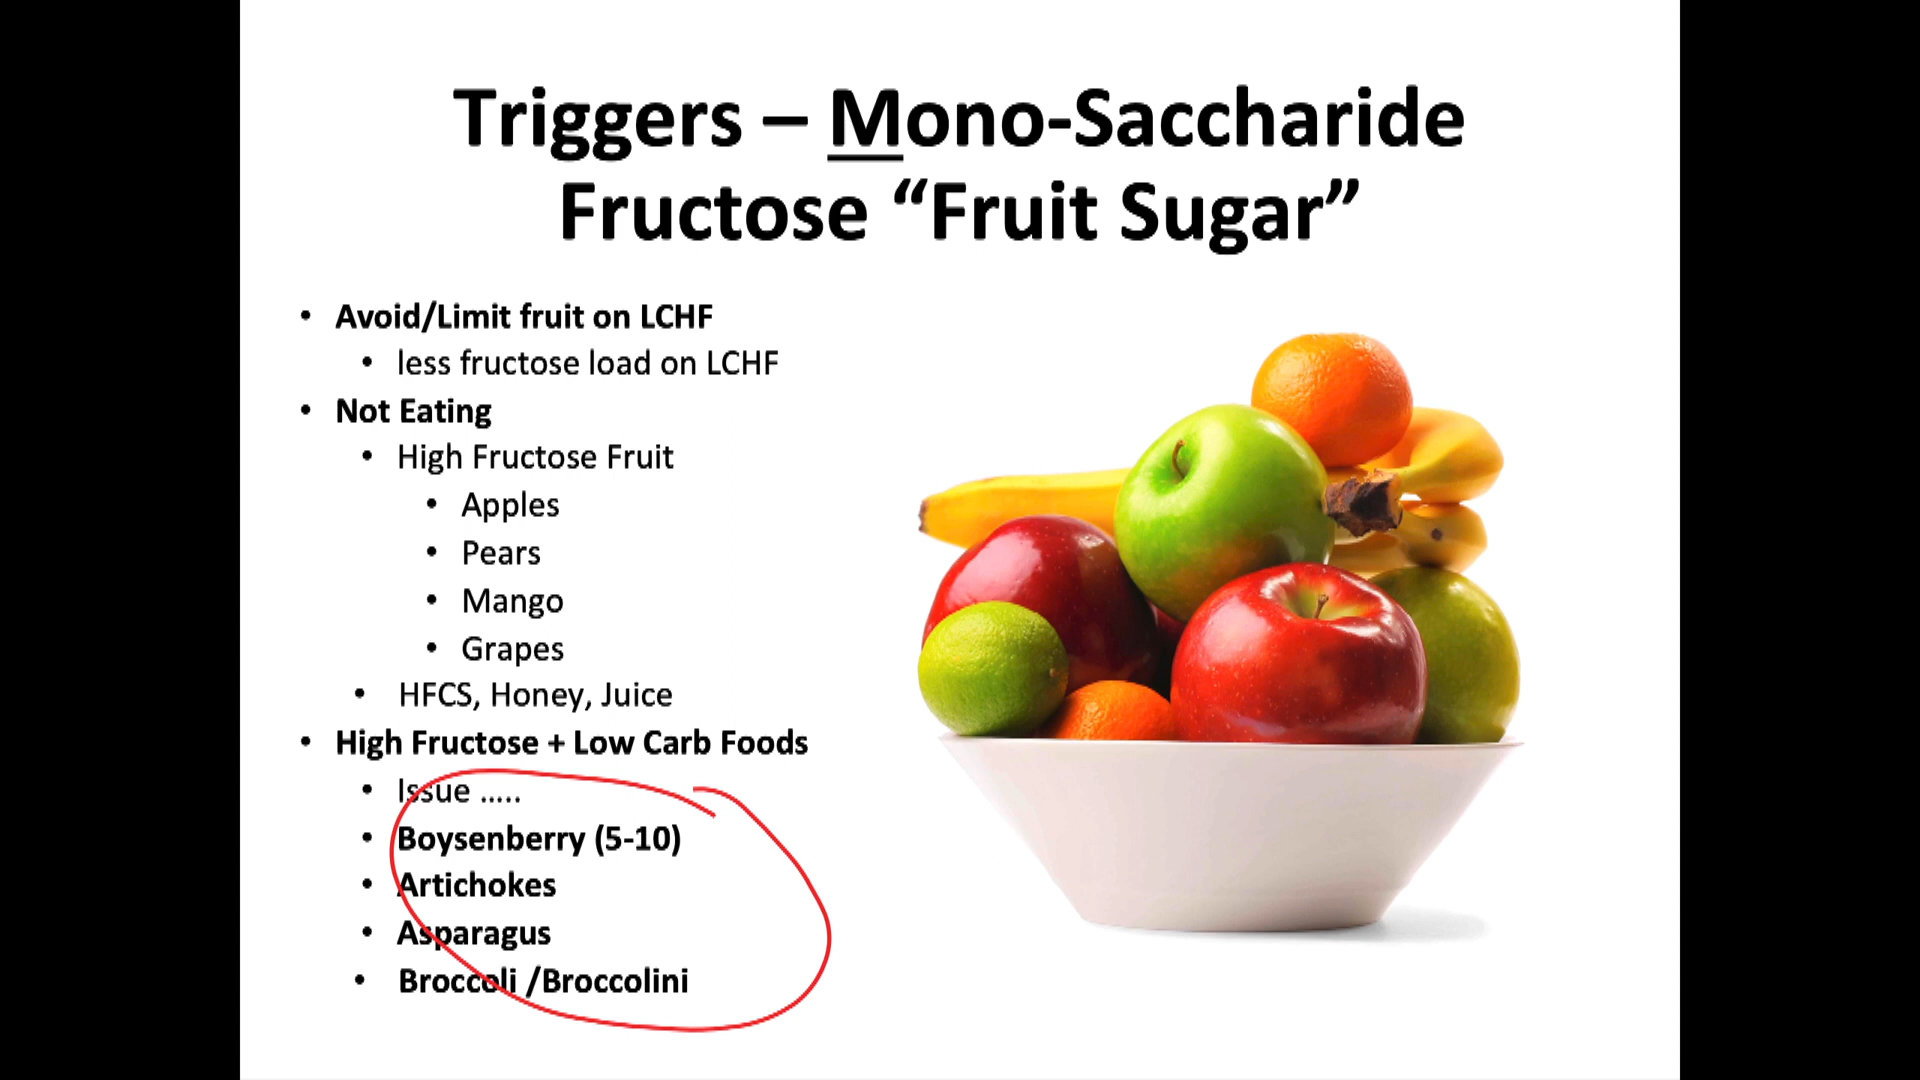 Triggers – Mono-Saccharide
Fructose “Fruit Sugar”
• Avoid/Limit fruit on LCHF
• less fructose load on LCHF
• Not Eating
• High Fructose Fruit
• Apples
• Pears
• Mango
• Grapes
• HFCS, Honey, Juice
• High Fructose + Low Carb Foods
• Issue .....
• Boysenberry (5-10)
• Artichokes
• Asparagus
• Broccoli /Broccolini